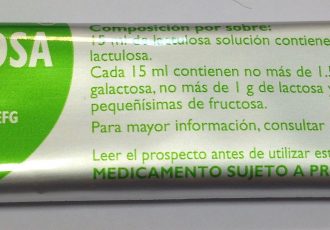 OSA
EFG
Composición por sobre:
15 ml de lactulosa solución contiene
lactulosa.
Cada 15 ml contienen no más de 1.5
galactosa, no más de 1 g de lactosa y
pequeñísimas de fructosa.
Para mayor información, consultar
Leer el prospecto antes de utilizar est
MEDICAMENTO SUJETO A PR